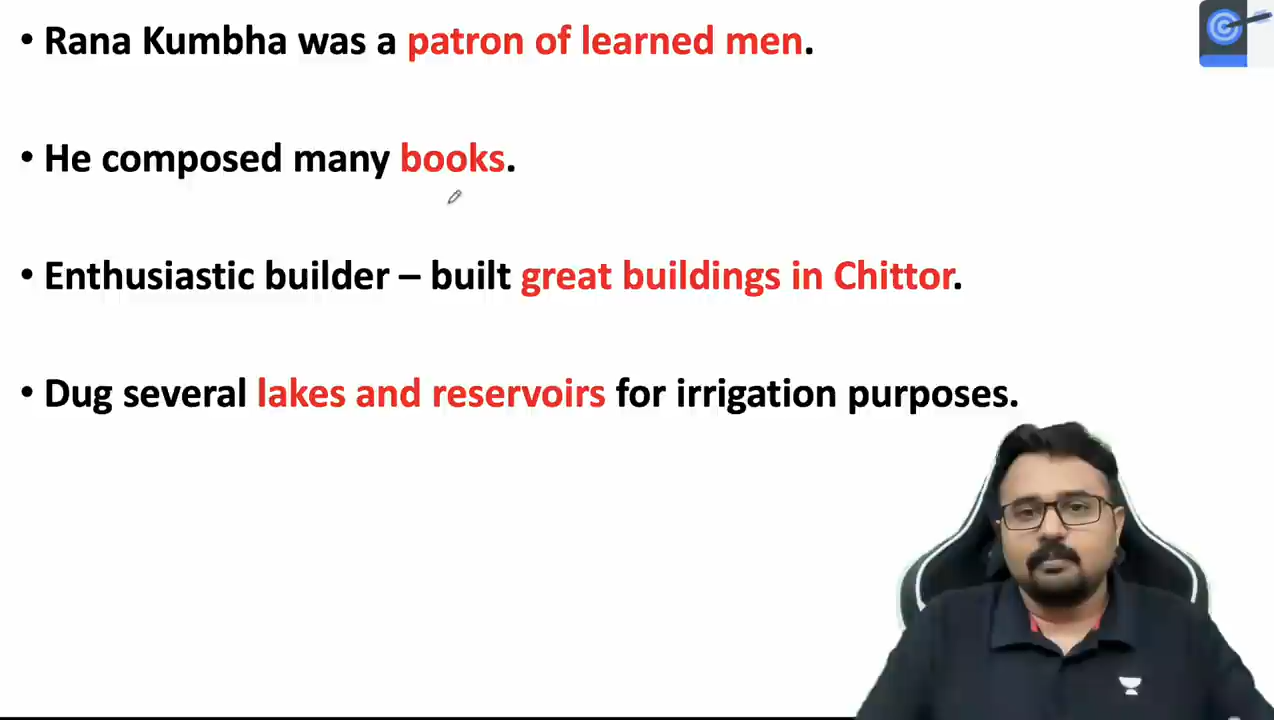 • Rana Kumbha was a patron of learned men.
• He composed many books.
• Enthusiastic builder – built great buildings in Chittor.
• Dug several lakes and reservoirs for irrigation purposes.